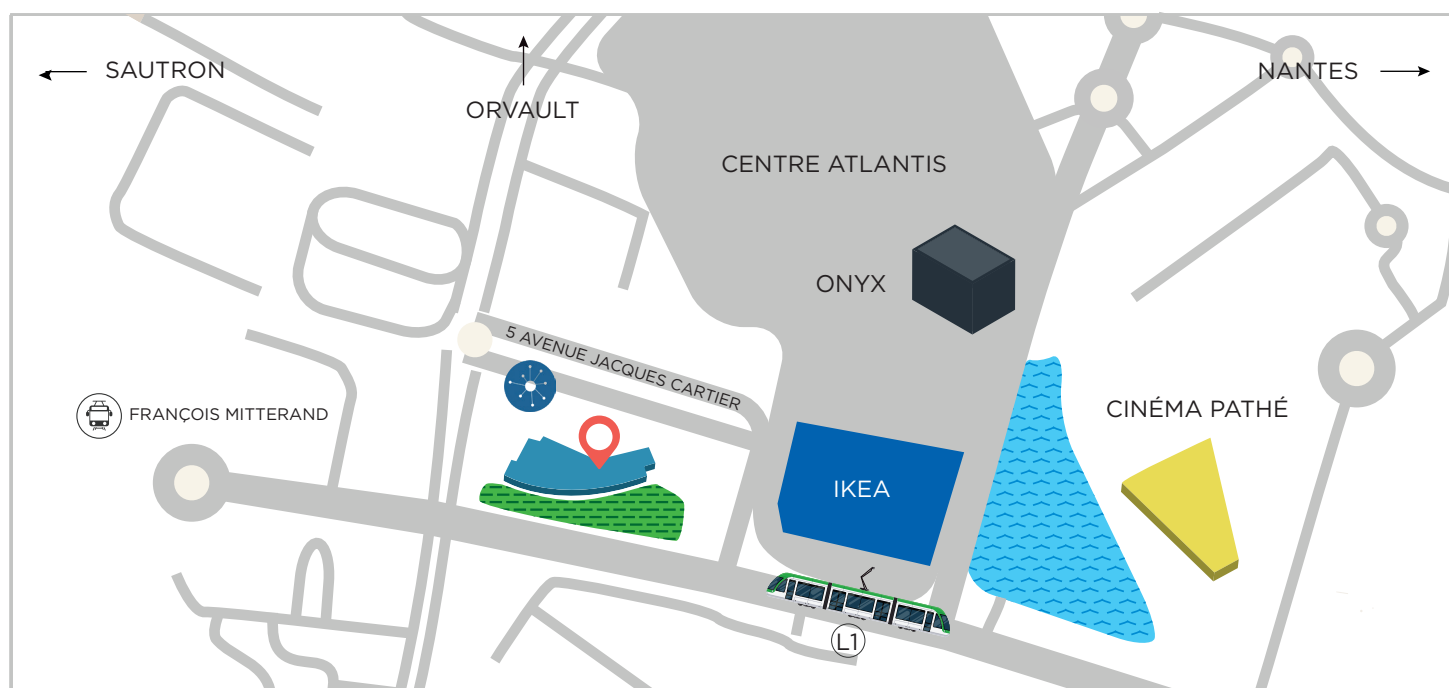 SAUTRON
NANTES
ORVAULT
CENTRE ATLANTIS
ONYX
5 AVENUE JACQUES CARTIER
FRANÇOIS MITTERAND
CINÉMA PATHÉ
IKEA
L1